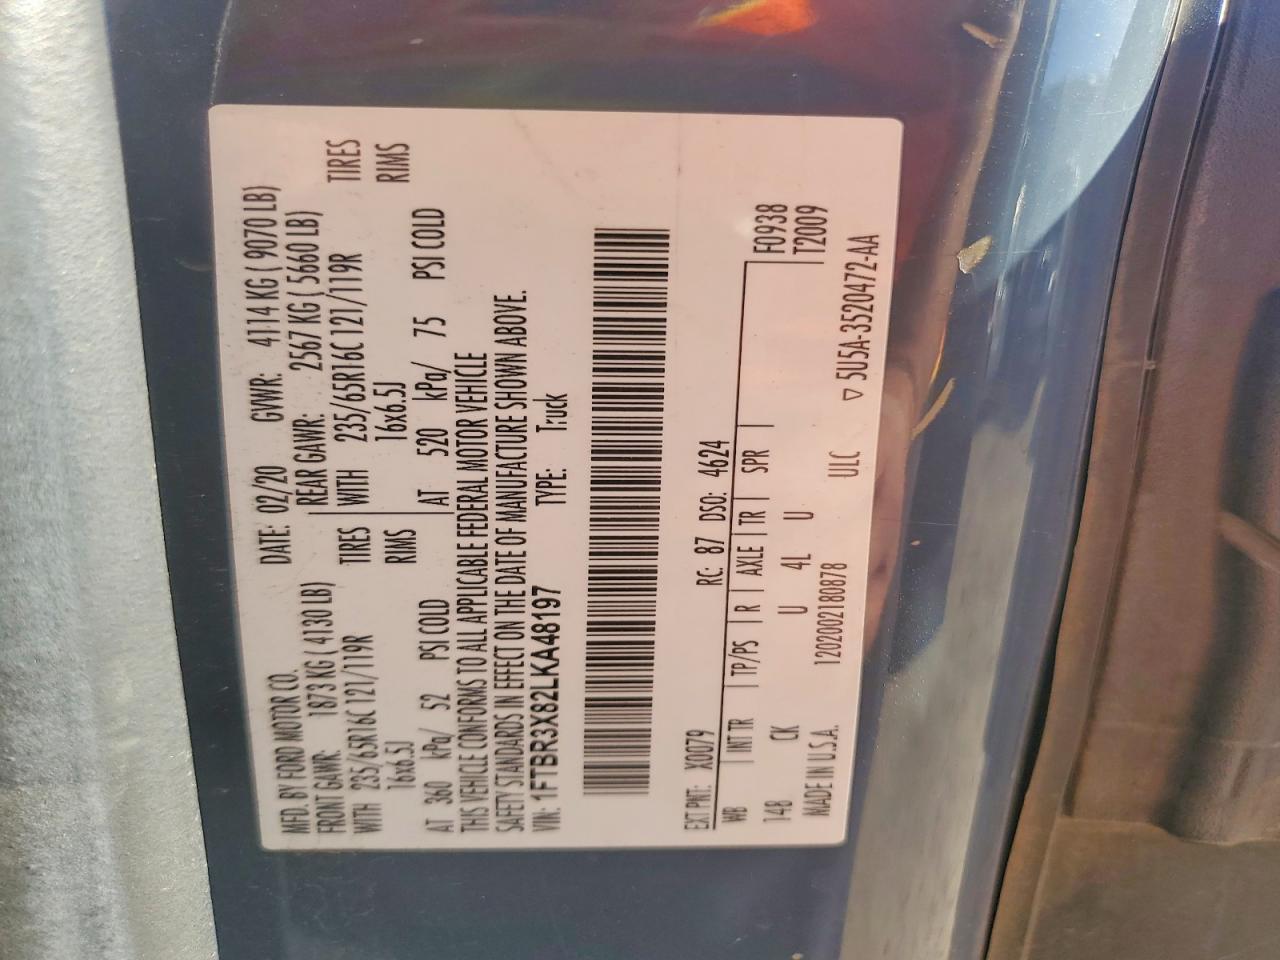 MFD. BY FORD MOTOR CO. DATE: 02/20 GVWR: 4114 KG ( 9070 LB)
FRONT GAWR: 1873 KG ( 4130 LB) REAR GAWR: 2567 KG ( 5660 LB)
WITH 235/65R16C 121/119R TIRES WITH 235/65R16C 121/119R TIRES
16x6.5J RIMS 16x6.5J RIMS
AT 360 kPa/ 52 PSI COLD AT 520 kPa/ 75 PSI COLD
THIS VEHICLE CONFORMS TO ALL APPLICABLE FEDERAL MOTOR VEHICLE
SAFETY STANDARDS IN EFFECT ON THE DATE OF MANUFACTURE SHOWN ABOVE.
VIN: 1FTBR3X82LKA48197 TYPE: Truck
EXT PNT: X0079 RC: 87 DSO: 4624
WB INT TR TP/PS R AXLE TR SPR F0938
148 CK U 4L U T2009
MADE IN U.S.A. 1202002180878 ULC ▽ 5U5A-3520472-AA